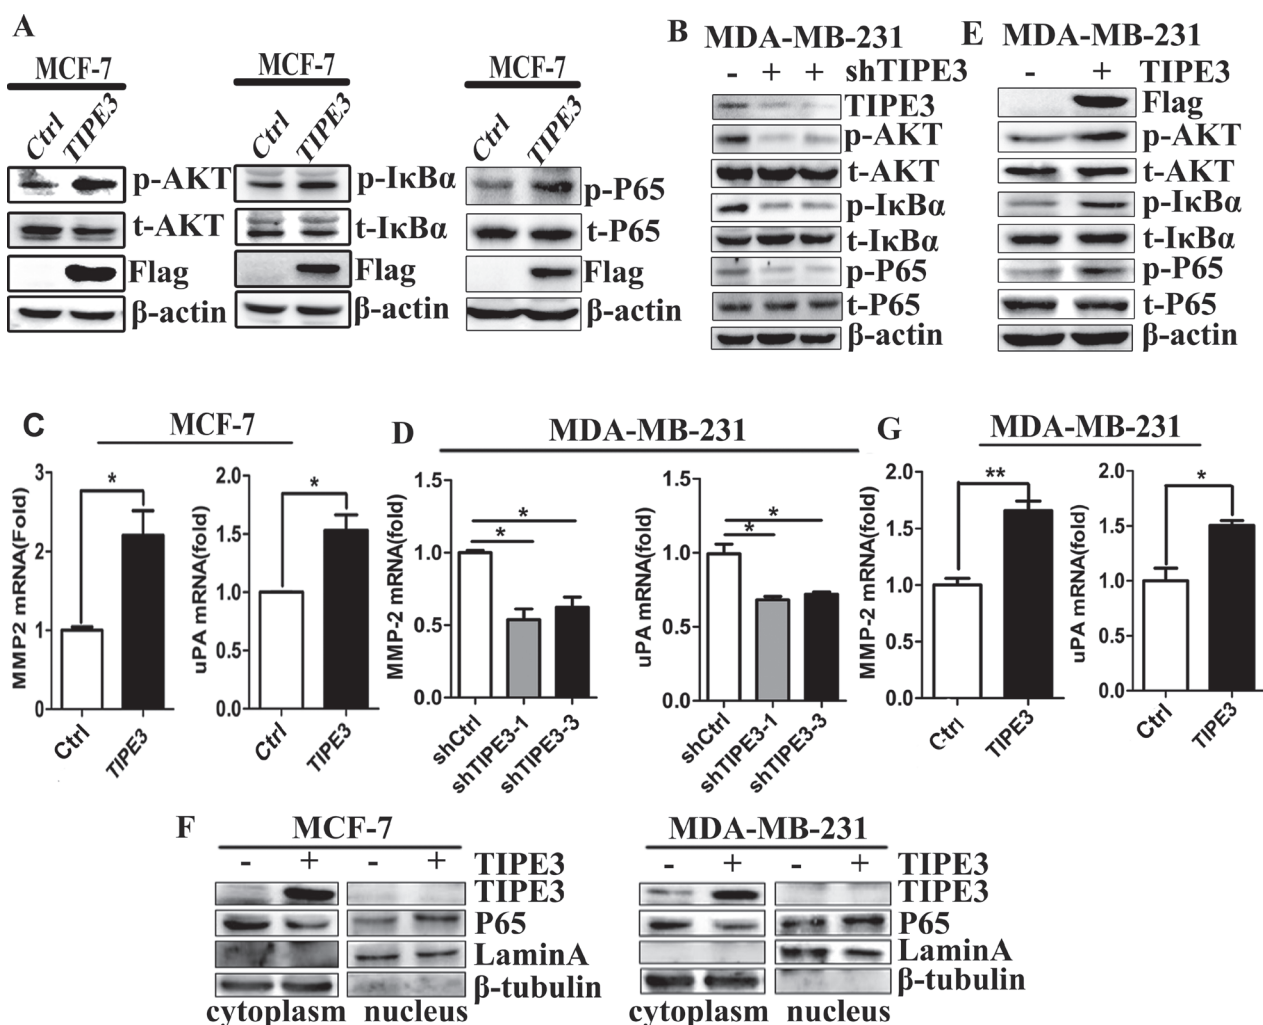 A
MCF-7
Ctrl TIPE3
p-AKT
t-AKT
Flag
β-actin
MCF-7
Ctrl TIPE3
p-IκBα
t-IκBα
Flag
β-actin
MCF-7
Ctrl TIPE3
p-P65
t-P65
Flag
β-actin
B MDA-MB-231
- + + shTIPE3
TIPE3
p-AKT
t-AKT
p-IκBα
t-IκBα
p-P65
t-P65
β-actin
E MDA-MB-231
- + TIPE3
Flag
p-AKT
t-AKT
p-IκBα
t-IκBα
p-P65
t-P65
β-actin
C MCF-7
MMP2 mRNA(Fold)
3
2
1
0
*
Ctrl TIPE3
uPA mRNA(fold)
2.0
1.5
1.0
0.5
0.0
*
Ctrl TIPE3
D MDA-MB-231
MMP-2 mRNA(fold)
1.5
1.0
0.5
0.0
*
*
shCtrl shTIPE3-1 shTIPE3-3
uPA mRNA(fold)
1.5
1.0
0.5
0.0
*
*
shCtrl shTIPE3-1 shTIPE3-3
G MDA-MB-231
MMP-2 mRNA(fold)
2.0
1.5
1.0
0.5
0.0
**
Ctrl TIPE3
uPA mRNA(fold)
2.0
1.5
1.0
0.5
0.0
*
Ctrl TIPE3
F MCF-7
- + - + TIPE3
TIPE3
P65
LaminA
β-tubulin
cytoplasm nucleus
MDA-MB-231
- + - + TIPE3
TIPE3
P65
LaminA
β-tubulin
cytoplasm nucleus